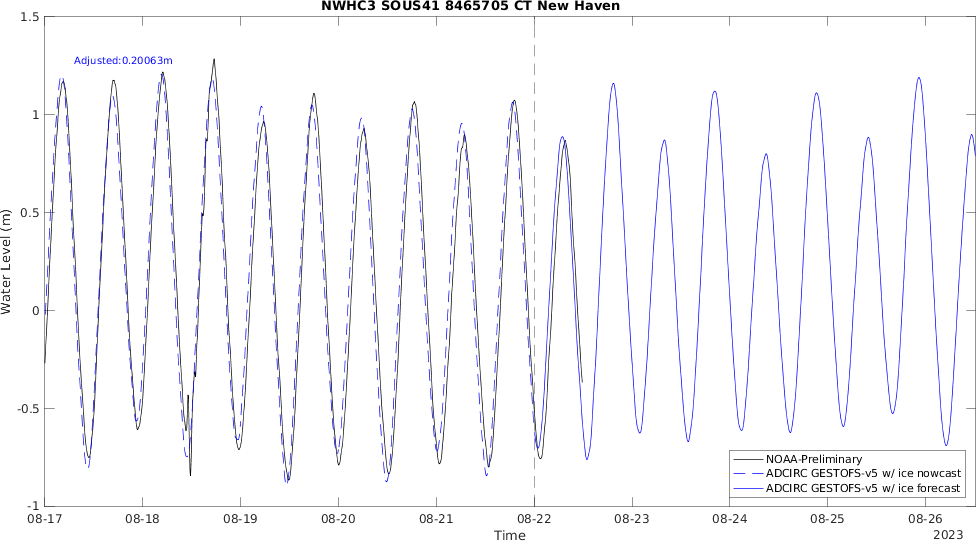 NWHC3 SOUS41 8465705 CT New Haven
1.5
Adjusted:0.20063m
1
0.5
0
-0.5
-1
Water Level (m)
NOAA-Preliminary
ADCIRC GESTOFS-v5 w/ ice nowcast
ADCIRC GESTOFS-v5 w/ ice forecast
08-17 08-18 08-19 08-20 08-21 08-22 08-23 08-24 08-25 08-26
Time
2023